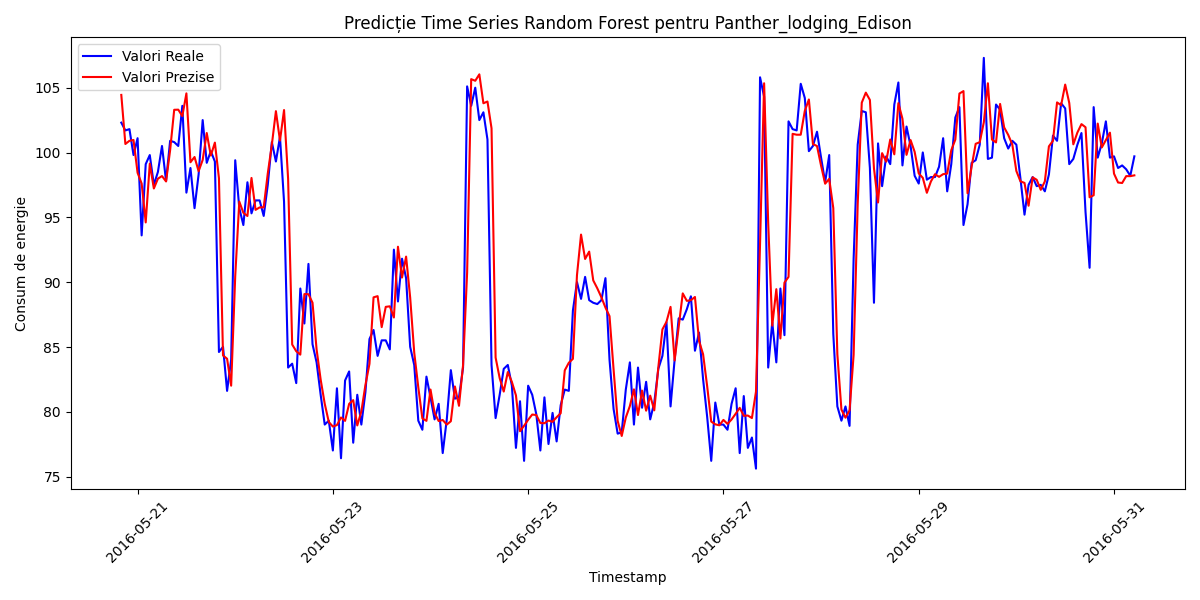 Predicție Time Series Random Forest pentru Panther_lodging_Edison
Valori Reale
Valori Prezise
Consum de energie
105
100
95
90
85
80
75
2016-05-21
2016-05-23
2016-05-25
2016-05-27
2016-05-29
2016-05-31
Timestamp